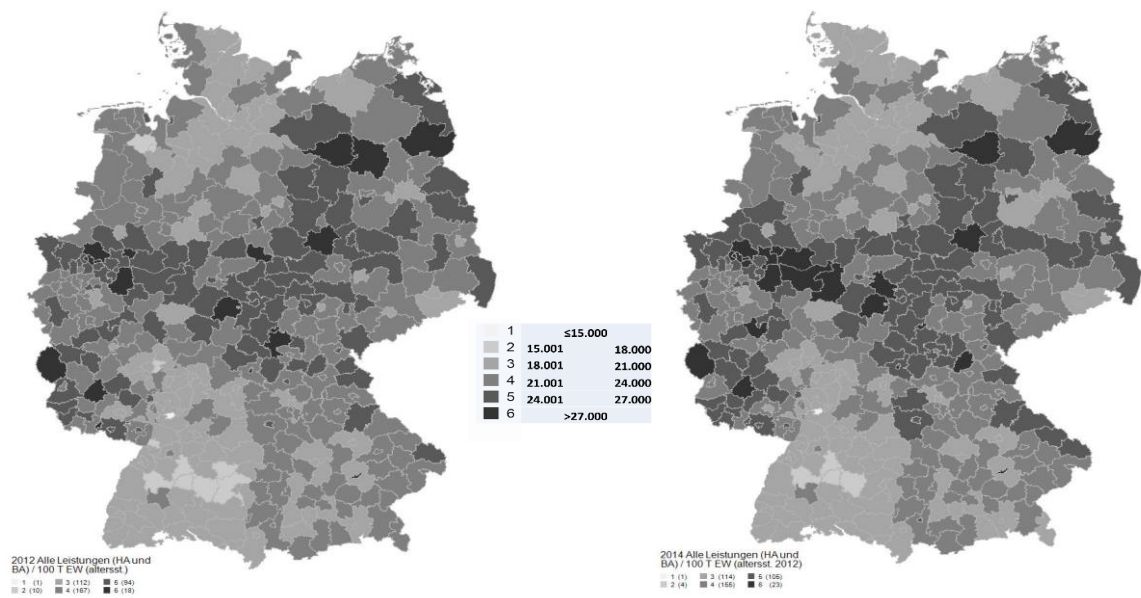 1 ≤15.000
2 15.001 18.000
3 18.001 21.000
4 21.001 24.000
5 24.001 27.000
6 >27.000
2012 Alle Leistungen (HA und
BA) / 100 T EW (altersst.)
1 (1) 3 (112) 5 (94)
2 (10) 4 (167) 6 (18)
2014 Alle Leistungen (HA und
BA) / 100 T EW (altersst. 2012)
1 (1) 3 (114) 5 (105)
2 (4) 4 (155) 6 (23)